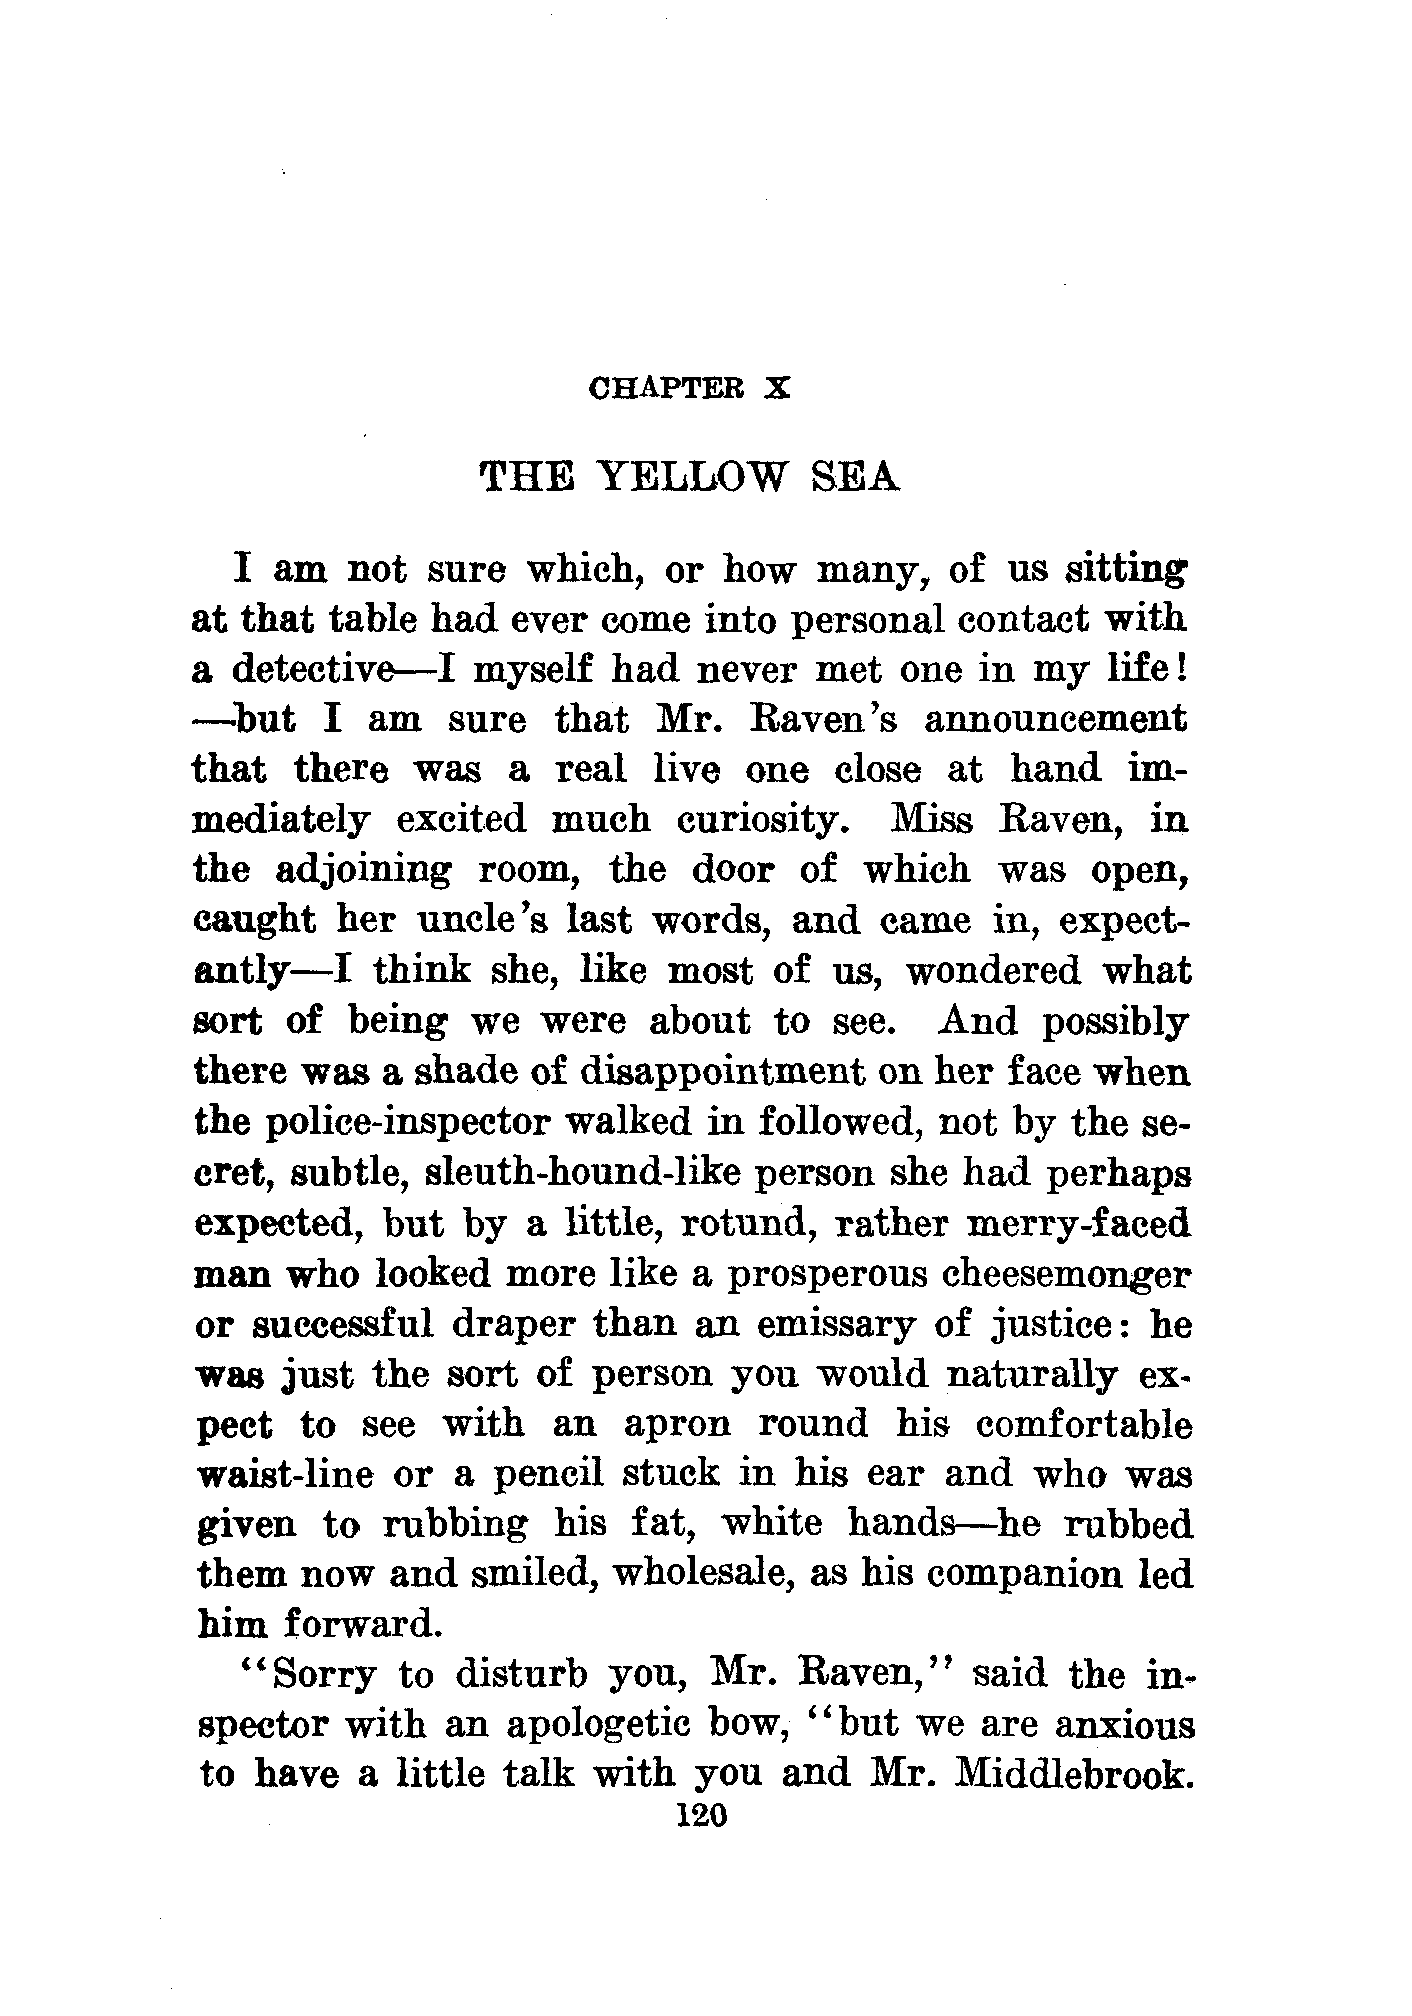 CHAPTER X
THE YELLOW SEA
I am not sure which, or how many, of us sitting
at that table had ever come into personal contact with
a detective—I myself had never met one in my life!
—but I am sure that Mr. Raven's announcement
that there was a real live one close at hand im-
mediately excited much curiosity. Miss Raven, in
the adjoining room, the door of which was open,
caught her uncle's last words, and came in, expect-
antly—I think she, like most of us, wondered what
sort of being we were about to see. And possibly
there was a shade of disappointment on her face when
the police-inspector walked in followed, not by the se-
cret, subtle, sleuth-hound-like person she had perhaps
expected, but by a little, rotund, rather merry-faced
man who looked more like a prosperous cheesemonger
or successful draper than an emissary of justice: he
was just the sort of person you would naturally ex-
pect to see with an apron round his comfortable
waist-line or a pencil stuck in his ear and who was
given to rubbing his fat, white hands—he rubbed
them now and smiled, wholesale, as his companion led
him forward.
"Sorry to disturb you, Mr. Raven," said the in-
spector with an apologetic bow, "but we are anxious
to have a little talk with you and Mr. Middlebrook.
120